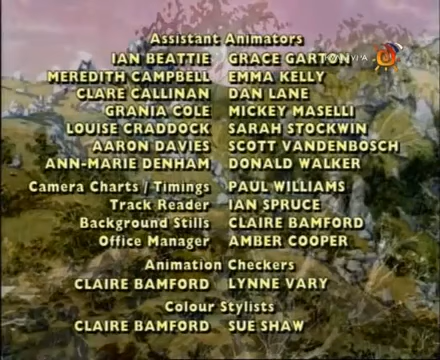 Assistant Animators
IAN BEATTIE GRACE GARTON
MEREDITH CAMPBELL EMMA KELLY
CLARE CALLINAN DAN LANE
GRANIA COLE MICKEY MASELLI
LOUISE CRADDOCK SARAH STOCKWIN
AARON DAVIES SCOTT VANDENBOSCH
ANN-MARIE DENHAM DONALD WALKER
Camera Charts / Timings PAUL WILLIAMS
Track Reader IAN SPRUCE
Background Stills CLAIRE BAMFORD
Office Manager AMBER COOPER
Animation Checkers
CLAIRE BAMFORD LYNNE VARY
Colour Stylists
CLAIRE BAMFORD SUE SHAW